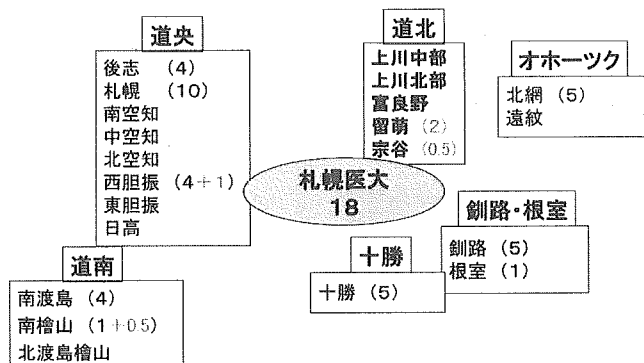 道央
後志 (4)
札幌 (10)
南空知
中空知
北空知
西胆振 (4+1)
東胆振
日高
道北
上川中部
上川北部
富良野
留萌 (2)
宗谷 (0.5)
オホーツク
北網 (5)
遠紋
札幌医大
18
釧路・根室
釧路 (5)
根室 (1)
十勝
十勝 (5)
道南
南渡島 (4)
南檜山 (1+0.5)
北渡島檜山